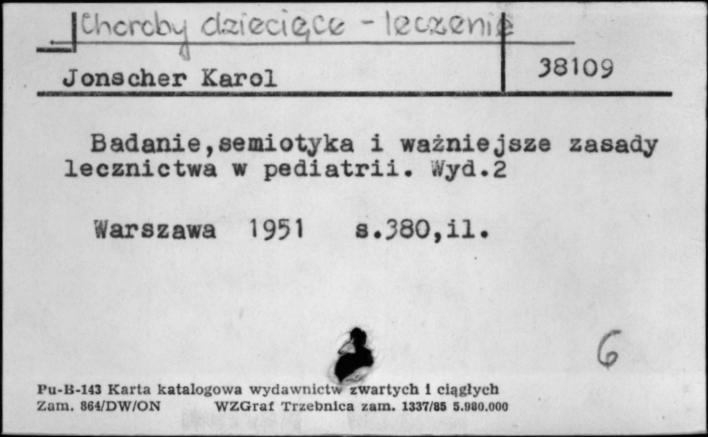 Choroby dziecięce - leczenie
Jonscher Karol
38109
Badanie,semiotyka i ważniejsze zasady
lecznictwa w pediatrii. Wyd.2
Warszawa 1951 s.380,il.
6
Pu-B-143 Karta katalogowa wydawnictw zwartych i ciągłych
Zam. 864/DW/ON WZGraf Trzebnica zam. 1337/85 5.980.000